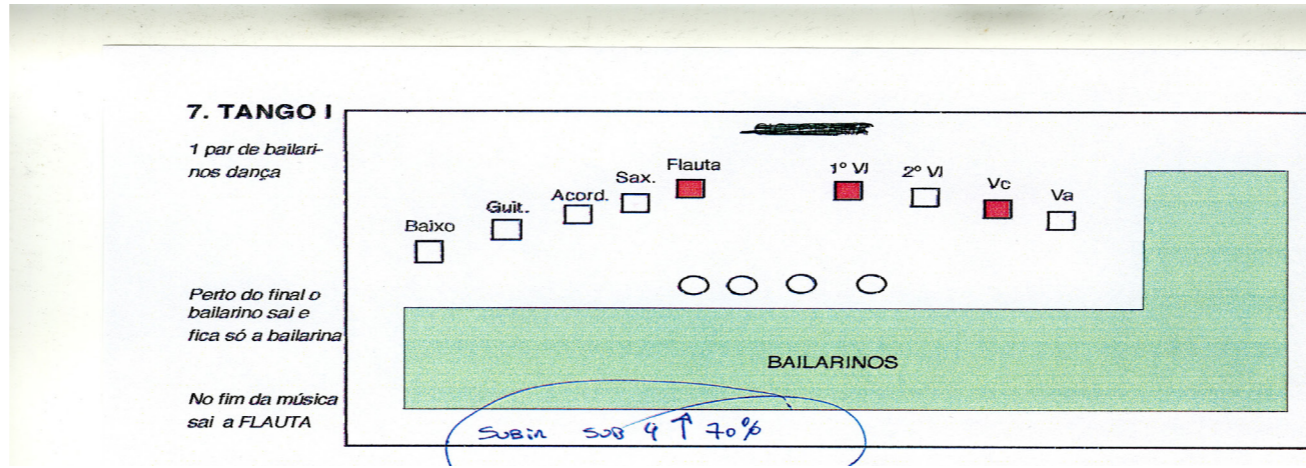 7. TANGO I
1 par de bailari-
nos dança
Flauta
1º Vl
2º Vl
Sax.
Vc
Acord.
Va
Guit.
Baixo
Perto do final o
bailarino sai e
fica só a bailarina
BAILARINOS
No fim da música
sai a FLAUTA
SUBIR SUB 4 ↑ 70%